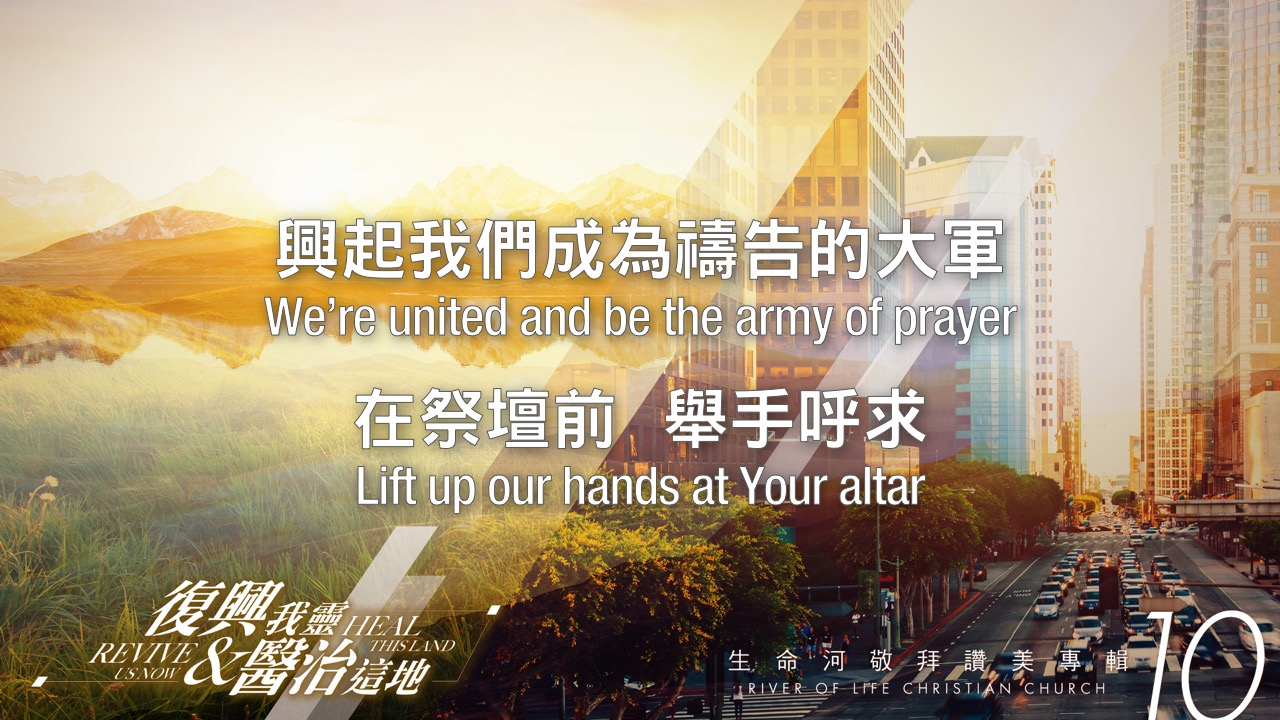 興起我們成為禱告的大軍
We're united and be the army of prayer
在祭壇前 舉手呼求
Lift up our hands at Your altar
復興我靈 HEAL THIS LAND
REVIVE US NOW & 醫治這地
生命河敬拜讚美專輯 10
RIVER OF LIFE CHRISTIAN CHURCH